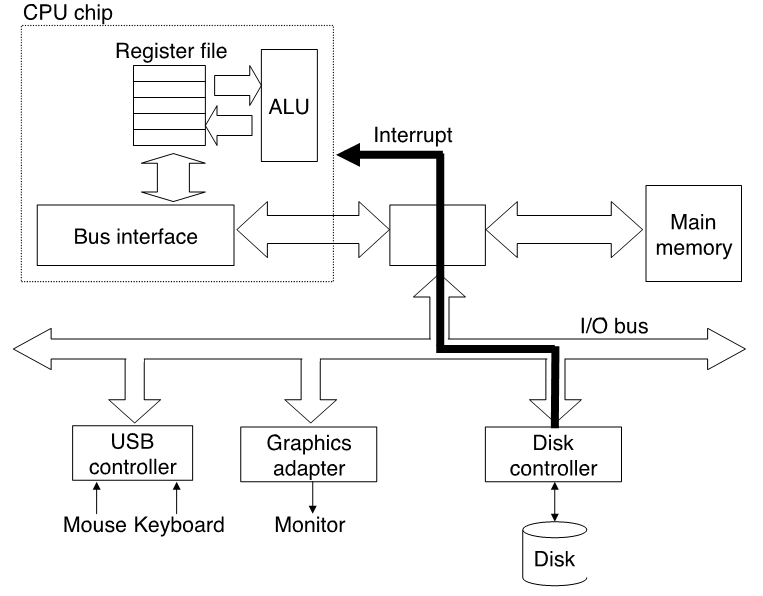 CPU chip
Register file
ALU
Interrupt
Bus interface
Main
memory
I/O bus
USB
controller
Graphics
adapter
Disk
controller
Mouse Keyboard
Monitor
Disk